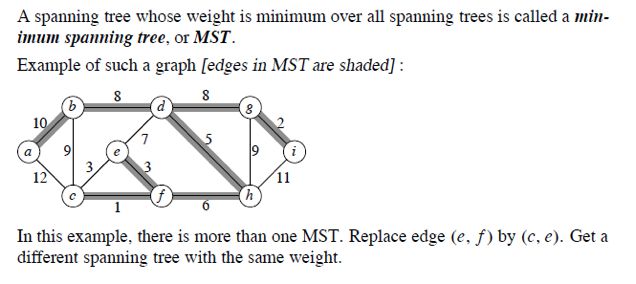 A spanning tree whose weight is minimum over all spanning trees is called a min-
imum spanning tree, or MST.
Example of such a graph [edges in MST are shaded] :
8 8
b d g
10 2
9 7 5 9
a e i
3 3
12 11
c f h
1 6
In this example, there is more than one MST. Replace edge (e, f) by (c, e). Get a
different spanning tree with the same weight.